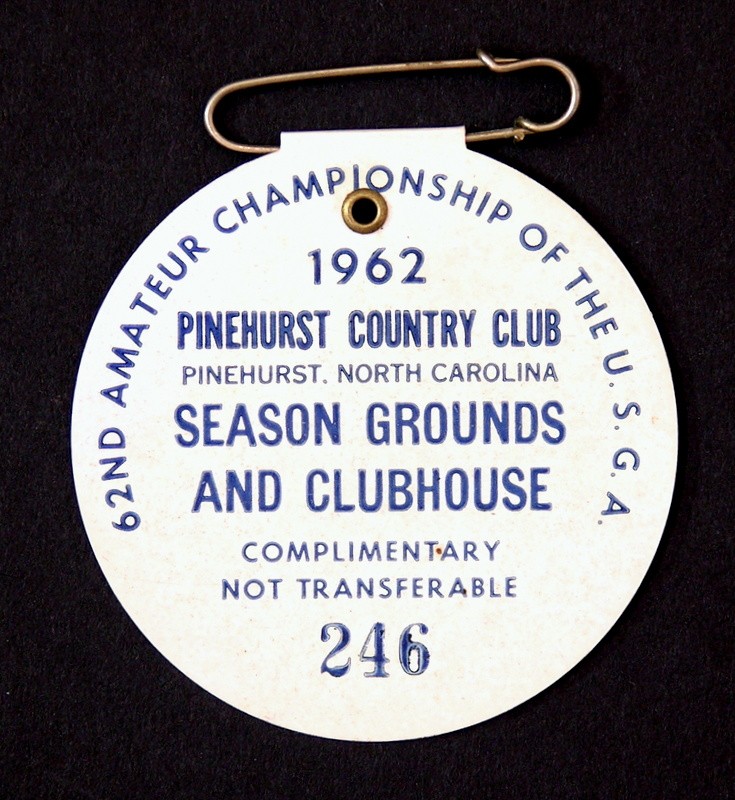 62ND AMATEUR CHAMPIONSHIP OF THE U.S.G.A.
1962
PINEHURST COUNTRY CLUB
PINEHURST, NORTH CAROLINA
SEASON GROUNDS
AND CLUBHOUSE
COMPLIMENTARY
NOT TRANSFERABLE
246